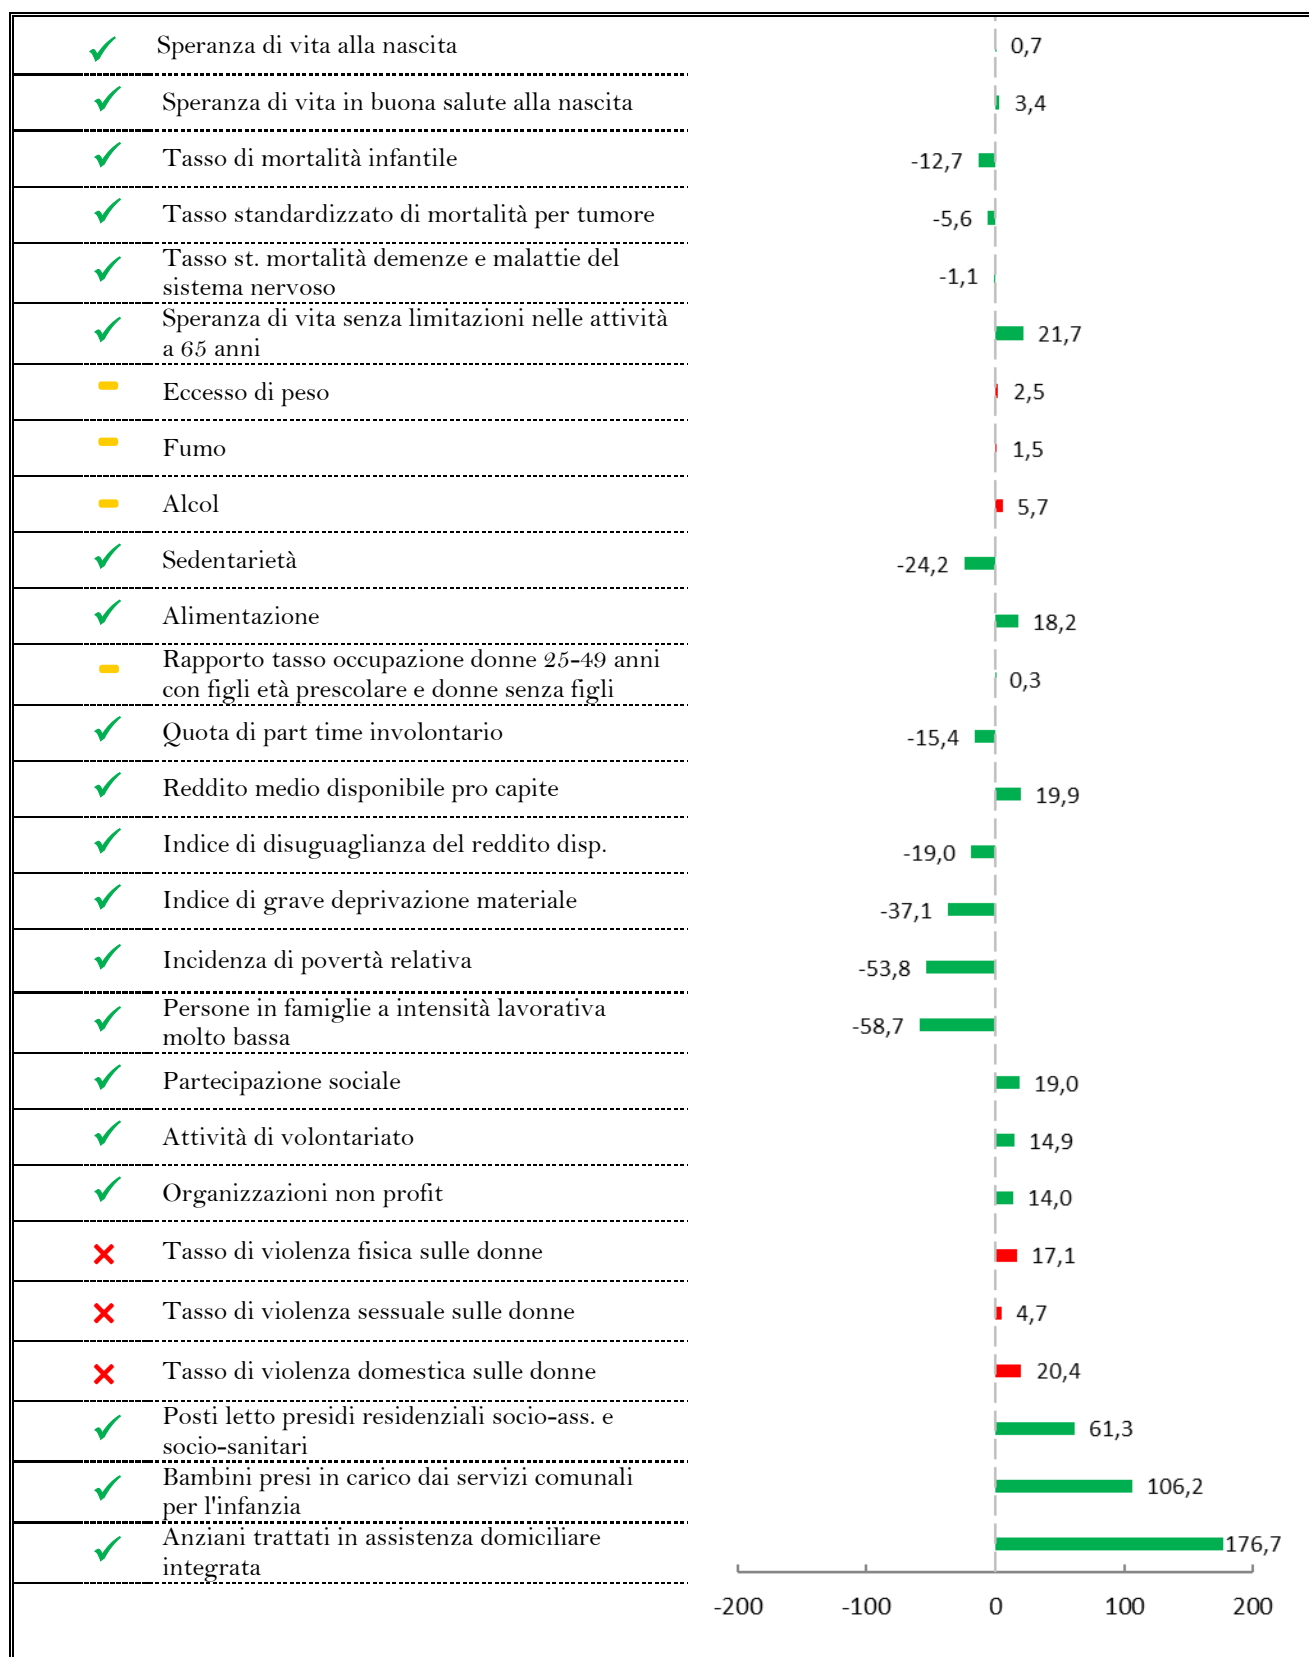 Speranza di vita alla nascita 0,7
Speranza di vita in buona salute alla nascita 3,4
Tasso di mortalità infantile -12,7
Tasso standardizzato di mortalità per tumore -5,6
Tasso st. mortalità demenze e malattie del
sistema nervoso -1,1
Speranza di vita senza limitazioni nelle attività
a 65 anni 21,7
Eccesso di peso 2,5
Fumo 1,5
Alcol 5,7
Sedentarietà -24,2
Alimentazione 18,2
Rapporto tasso occupazione donne 25-49 anni
con figli età prescolare e donne senza figli 0,3
Quota di part time involontario -15,4
Reddito medio disponibile pro capite 19,9
Indice di disuguaglianza del reddito disp. -19,0
Indice di grave deprivazione materiale -37,1
Incidenza di povertà relativa -53,8
Persone in famiglie a intensità lavorativa
molto bassa -58,7
Partecipazione sociale 19,0
Attività di volontariato 14,9
Organizzazioni non profit 14,0
Tasso di violenza fisica sulle donne 17,1
Tasso di violenza sessuale sulle donne 4,7
Tasso di violenza domestica sulle donne 20,4
Posti letto presidi residenziali socio-ass. e
socio-sanitari 61,3
Bambini presi in carico dai servizi comunali
per l'infanzia 106,2
Anziani trattati in assistenza domiciliare
integrata 176,7
-200 -100 0 100 200